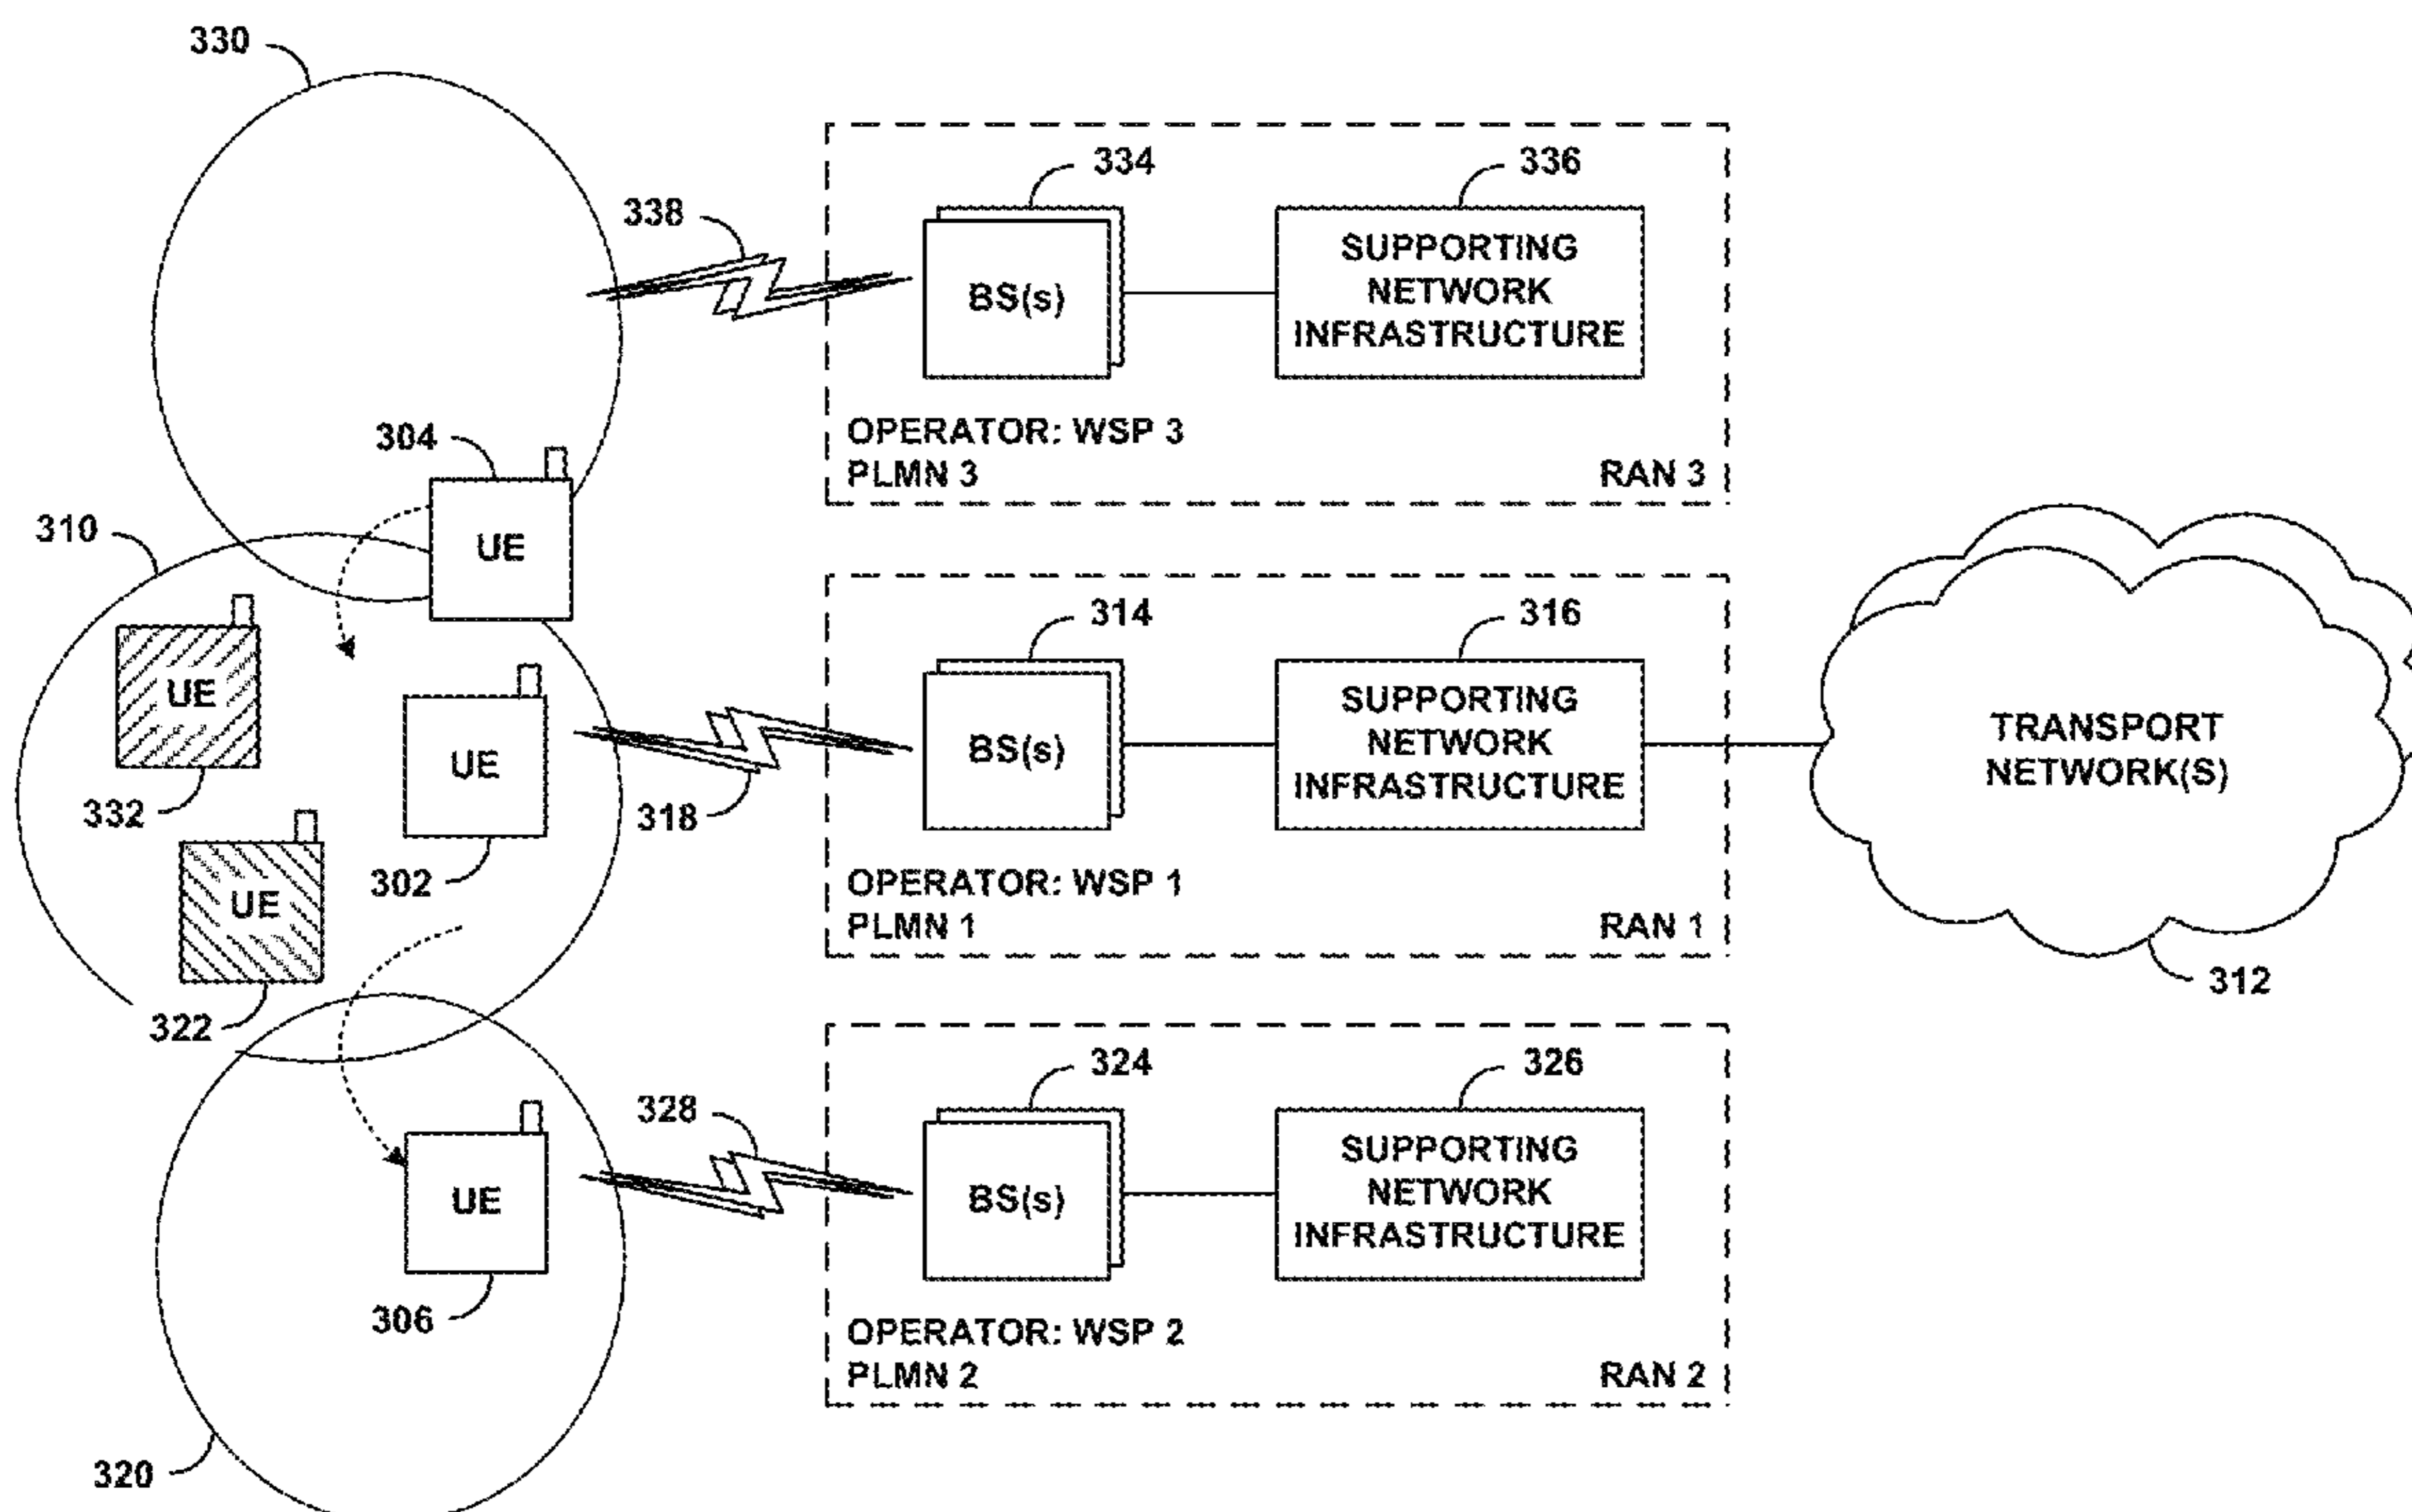 330
334
336
338
SUPPORTING
NETWORK
INFRASTRUCTURE
BS(s)
OPERATOR: WSP 3
PLMN 3
RAN 3
304
UE
310
314
316
UE
332
UE
302
318
SUPPORTING
NETWORK
INFRASTRUCTURE
BS(s)
TRANSPORT
NETWORK(S)
312
OPERATOR: WSP 1
PLMN 1
RAN 1
UE
322
324
326
328
SUPPORTING
NETWORK
INFRASTRUCTURE
BS(s)
UE
306
OPERATOR: WSP 2
PLMN 2
RAN 2
320